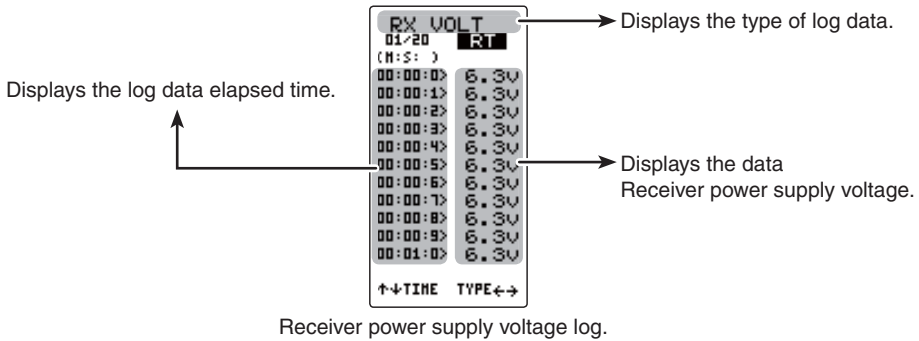 RX VOLT
01/20 RT
(M:S: )
00:00:0> 6.3V
00:00:1> 6.3V
00:00:2> 6.3V
00:00:3> 6.3V
00:00:4> 6.3V
00:00:5> 6.3V
00:00:6> 6.3V
00:00:7> 6.3V
00:00:8> 6.3V
00:00:9> 6.3V
00:01:0> 6.3V
↑↓TIME TYPE←→
Displays the type of log data.
Displays the log data elapsed time.
Displays the data
Receiver power supply voltage.
Receiver power supply voltage log.